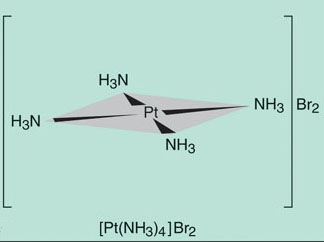 H₃N
Pt
H₃N NH₃ Br₂
NH₃
[Pt(NH₃)₄]Br₂